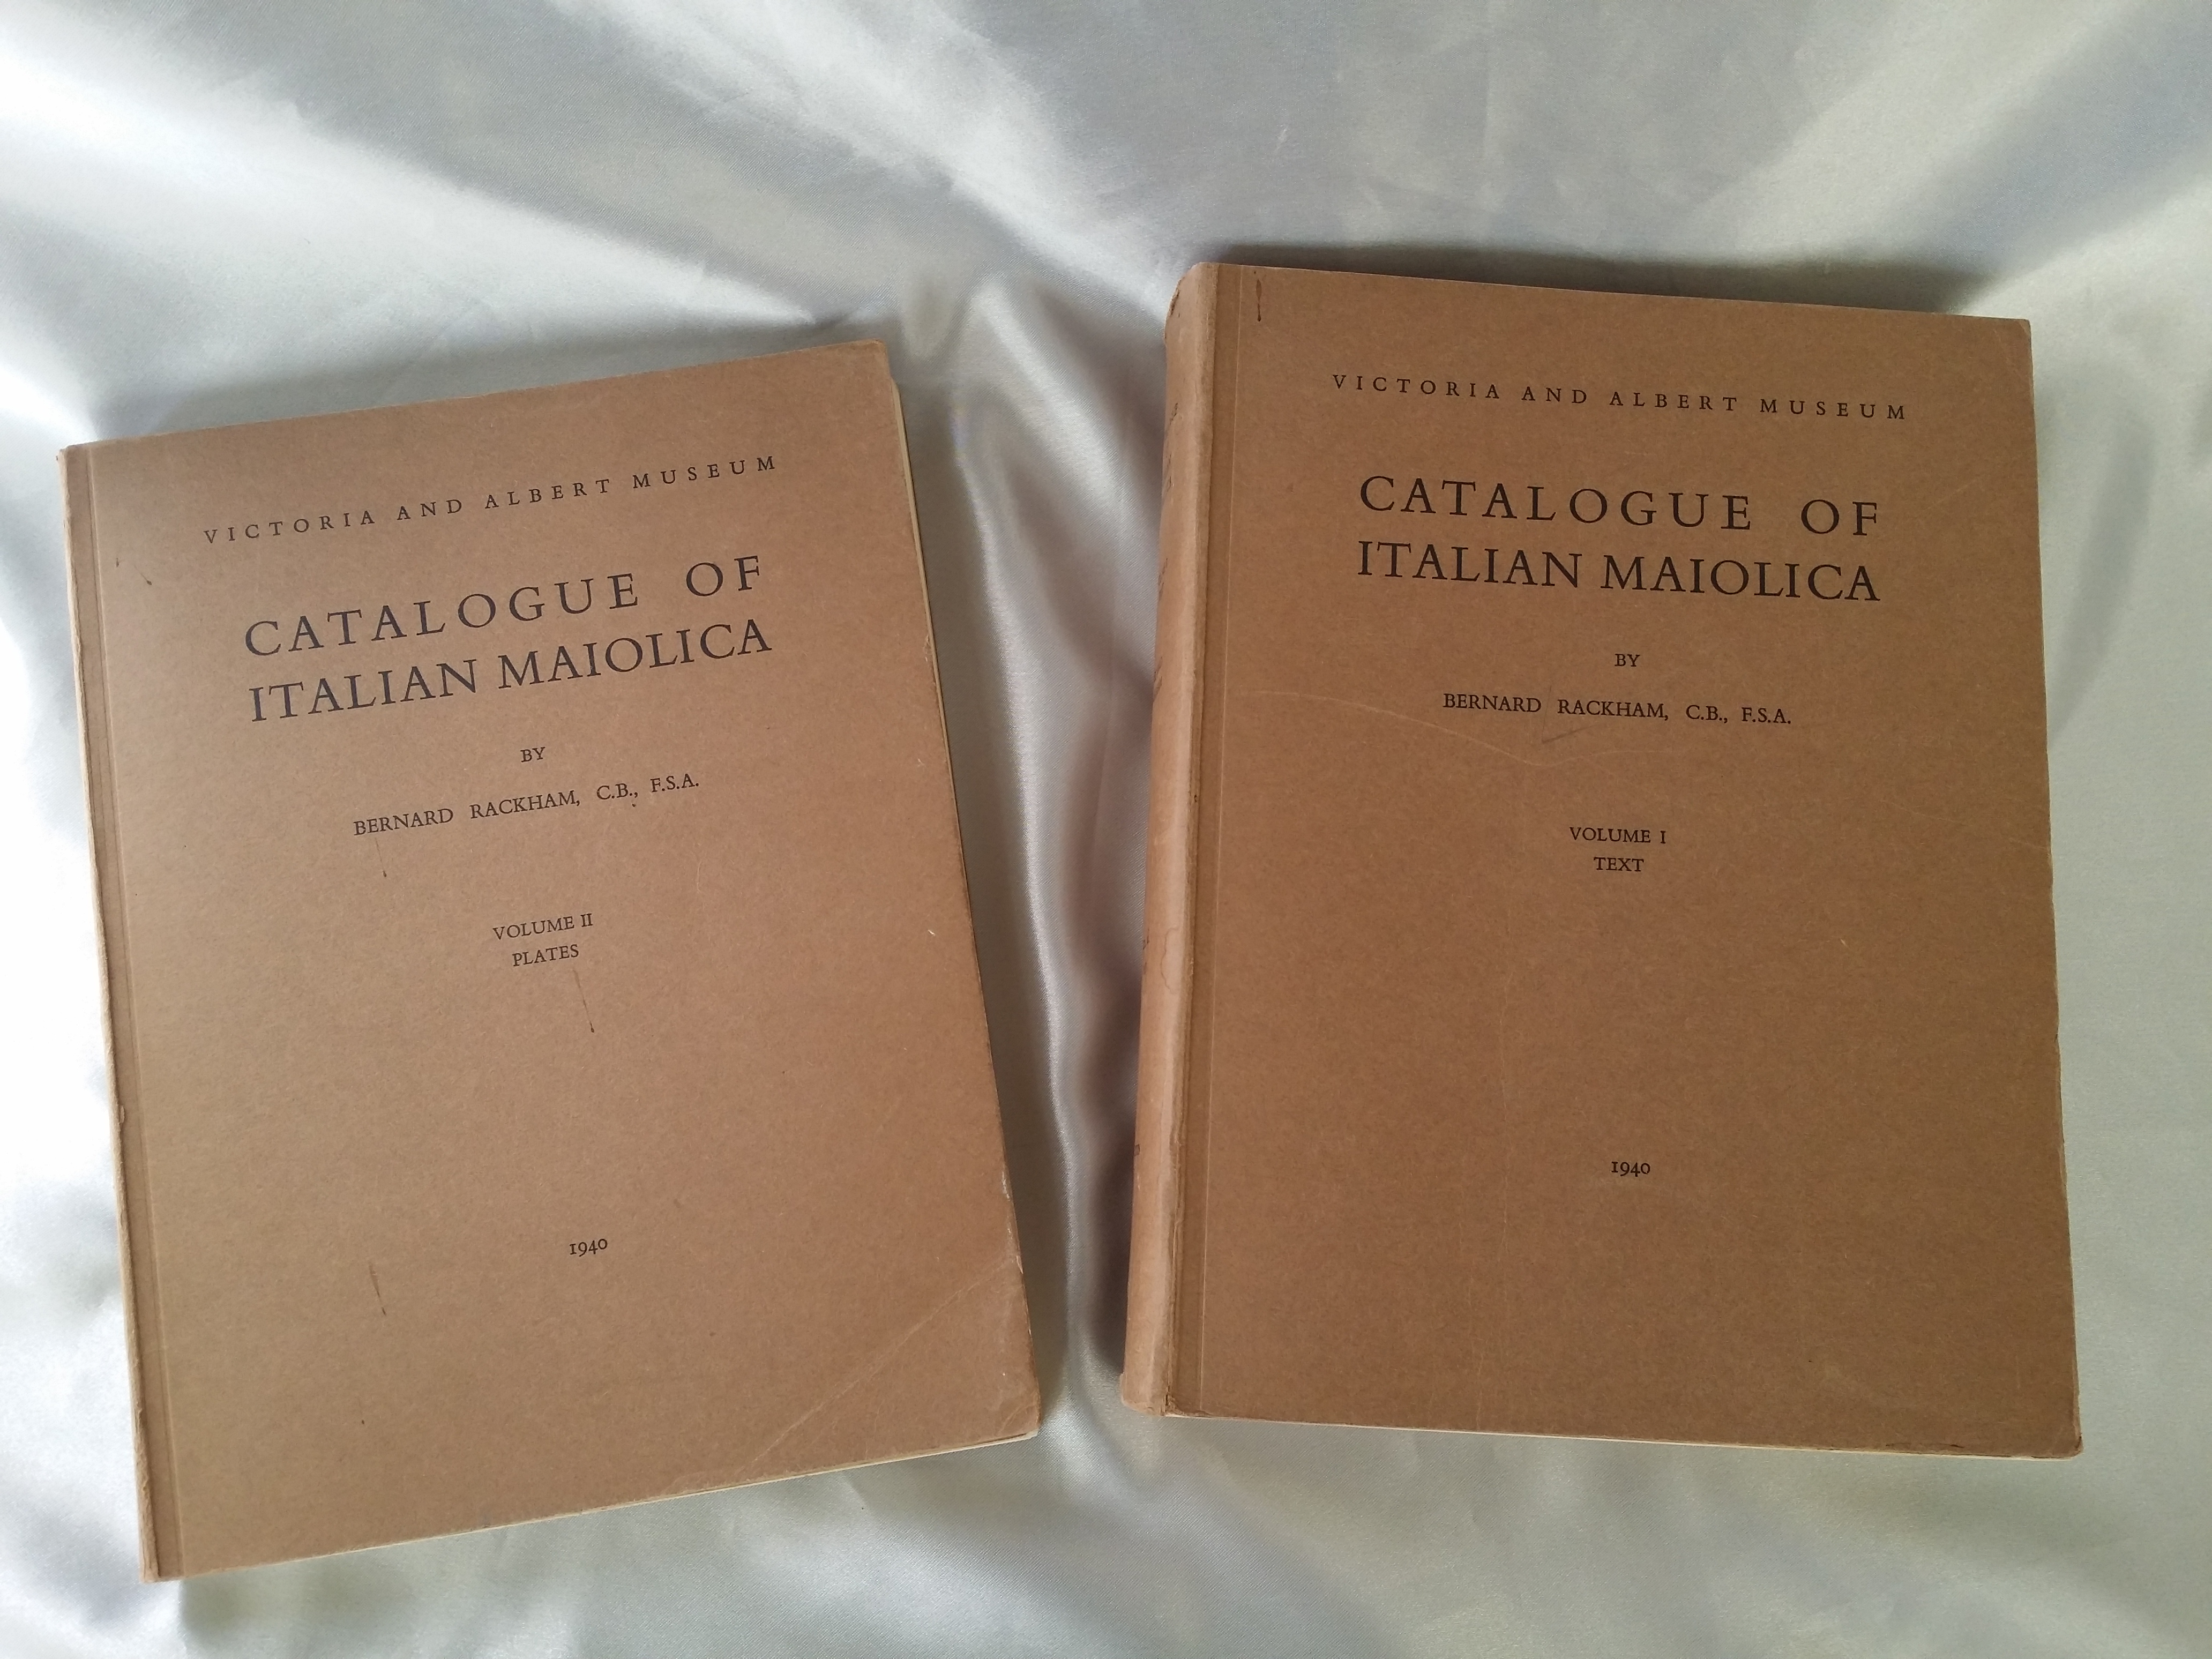 VICTORIA AND ALBERT MUSEUM
CATALOGUE OF
ITALIAN MAIOLICA
BY
BERNARD RACKHAM, C.B., F.S.A.
VOLUME II
PLATES
1940
VICTORIA AND ALBERT MUSEUM
CATALOGUE OF
ITALIAN MAIOLICA
BY
BERNARD RACKHAM, C.B., F.S.A.
VOLUME I
TEXT
1940